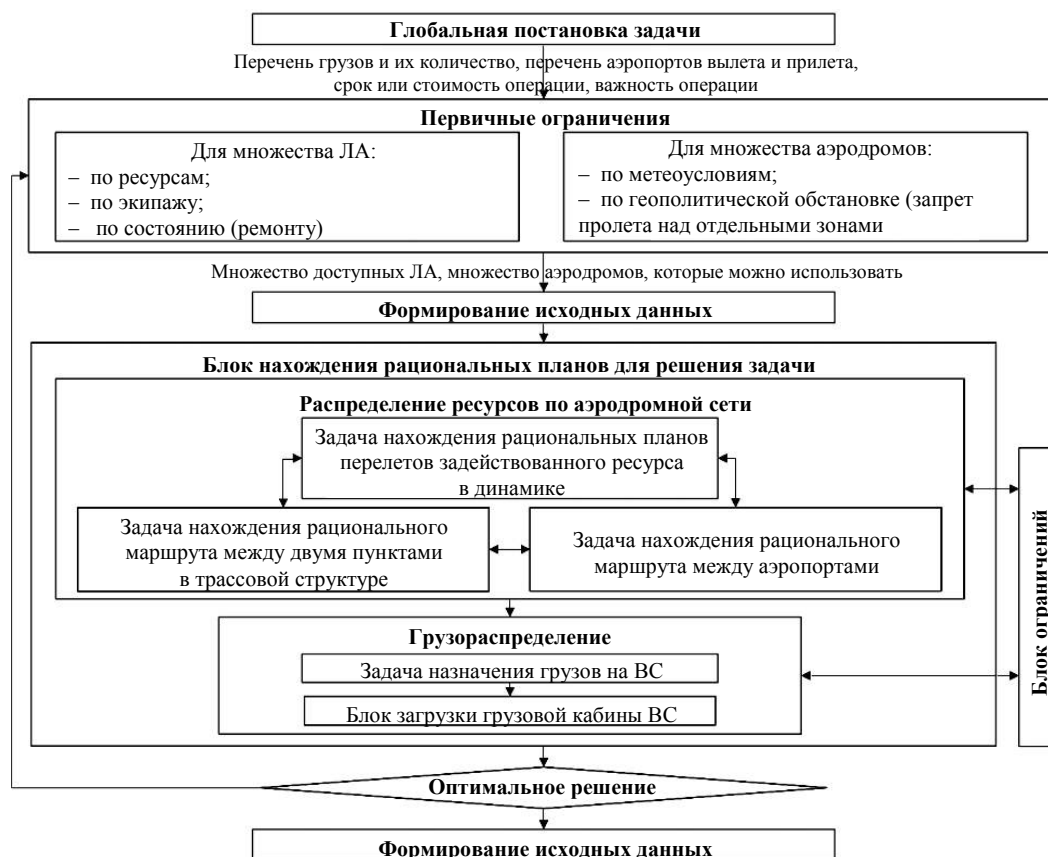 Глобальная постановка задачи
Перечень грузов и их количество, перечень аэропортов вылета и прилета,
срок или стоимость операции, важность операции
Первичные ограничения
Для множества ЛА:
– по ресурсам;
– по экипажу;
– по состоянию (ремонту)
Для множества аэродромов:
– по метеоусловиям;
– по геополитической обстановке (запрет
пролета над отдельными зонами
Множество доступных ЛА, множество аэродромов, которые можно использовать
Формирование исходных данных
Блок нахождения рациональных планов для решения задачи
Распределение ресурсов по аэродромной сети
Задача нахождения рациональных планов
перелетов задействованного ресурса
в динамике
Задача нахождения рационального
маршрута между двумя пунктами
в трассовой структуре
Задача нахождения рационального
маршрута между аэропортами
Грузораспределение
Задача назначения грузов на ВС
Блок загрузки грузовой кабины ВС
Блок ограничений
Оптимальное решение
Формирование исходных данных